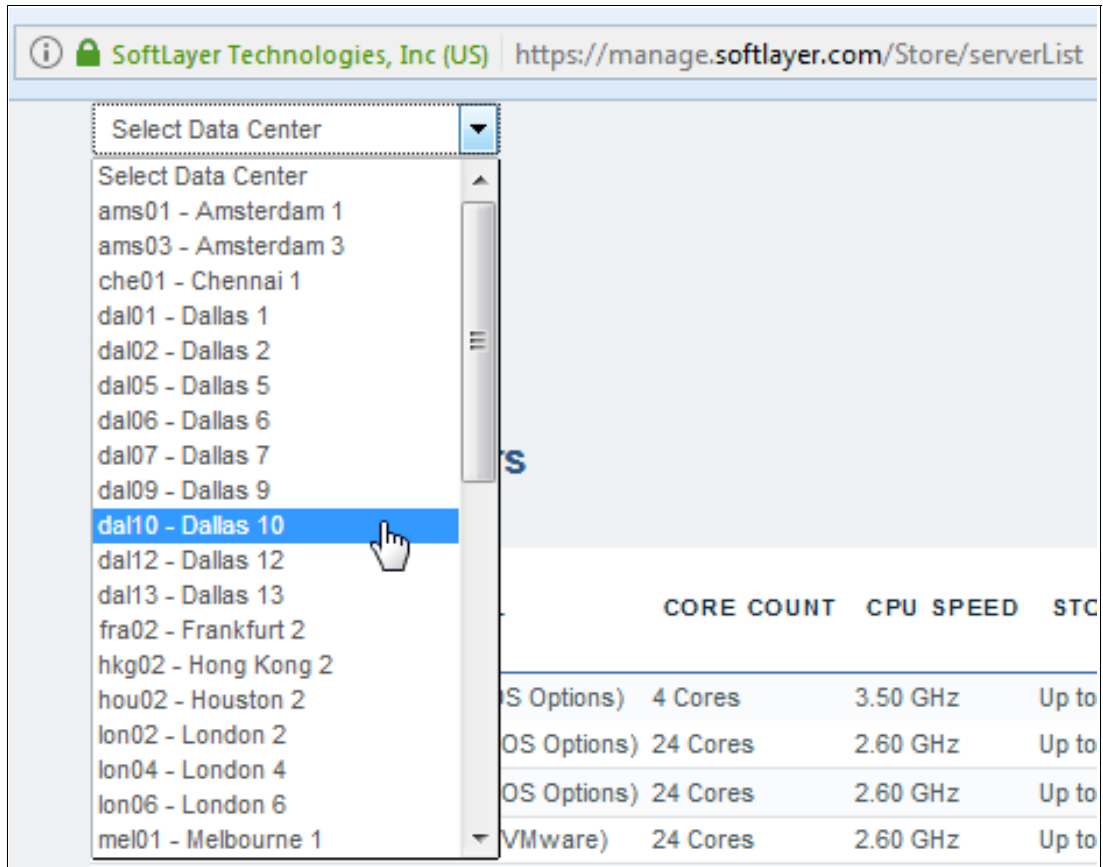 SoftLayer Technologies, Inc (US) https://manage.softlayer.com/Store/serverList
Select Data Center
Select Data Center
ams01 - Amsterdam 1
ams03 - Amsterdam 3
che01 - Chennai 1
dal01 - Dallas 1
dal02 - Dallas 2
dal05 - Dallas 5
dal06 - Dallas 6
dal07 - Dallas 7
dal09 - Dallas 9
dal10 - Dallas 10
dal12 - Dallas 12
dal13 - Dallas 13
fra02 - Frankfurt 2
hkg02 - Hong Kong 2
hou02 - Houston 2
lon02 - London 2
lon04 - London 4
lon06 - London 6
mel01 - Melbourne 1
CORE COUNT CPU SPEED
Options) 4 Cores 3.50 GHz Up to
OS Options) 24 Cores 2.60 GHz Up to
OS Options) 24 Cores 2.60 GHz Up to
VMware) 24 Cores 2.60 GHz Up to